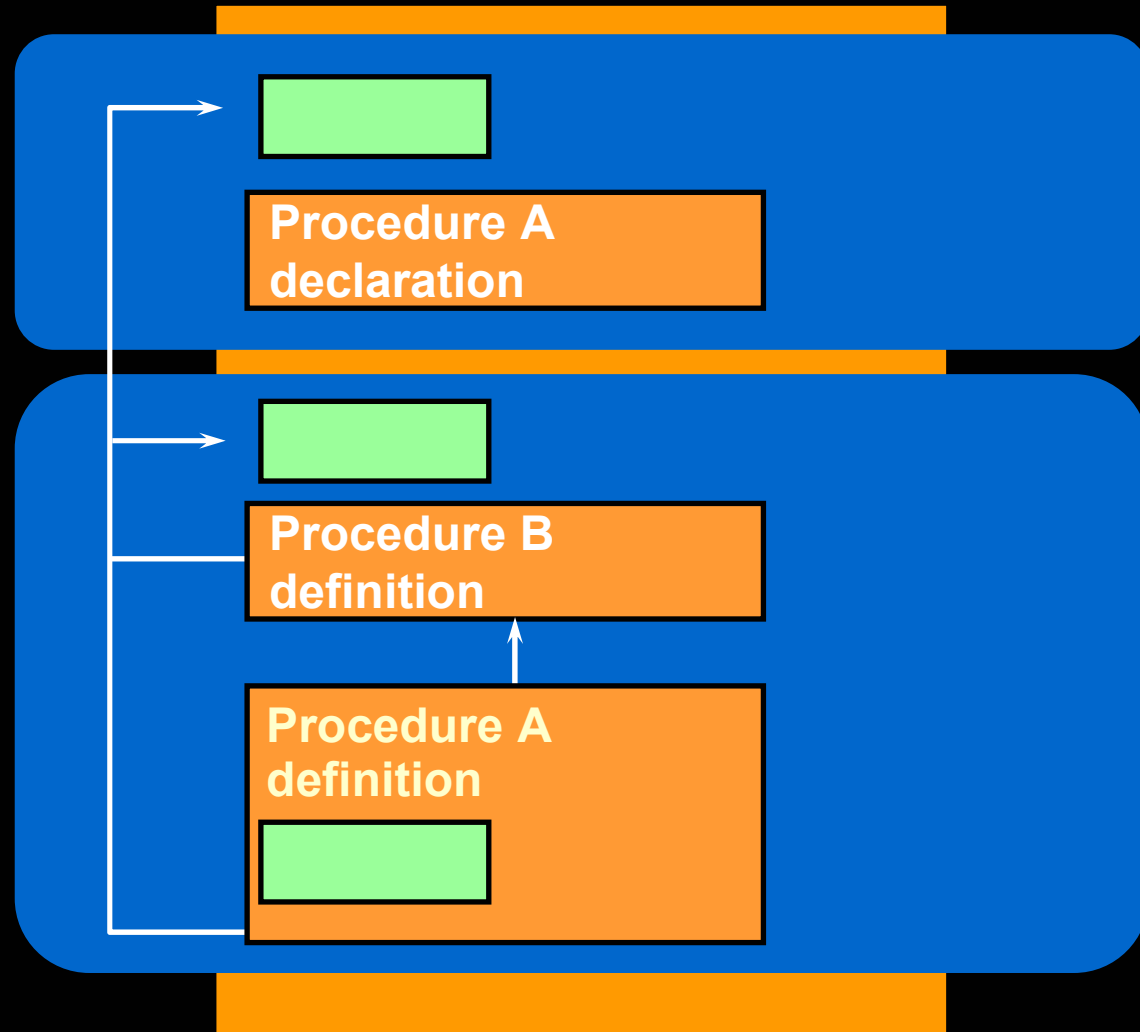 Procedure A
declaration
Procedure B
definition
Procedure A
definition